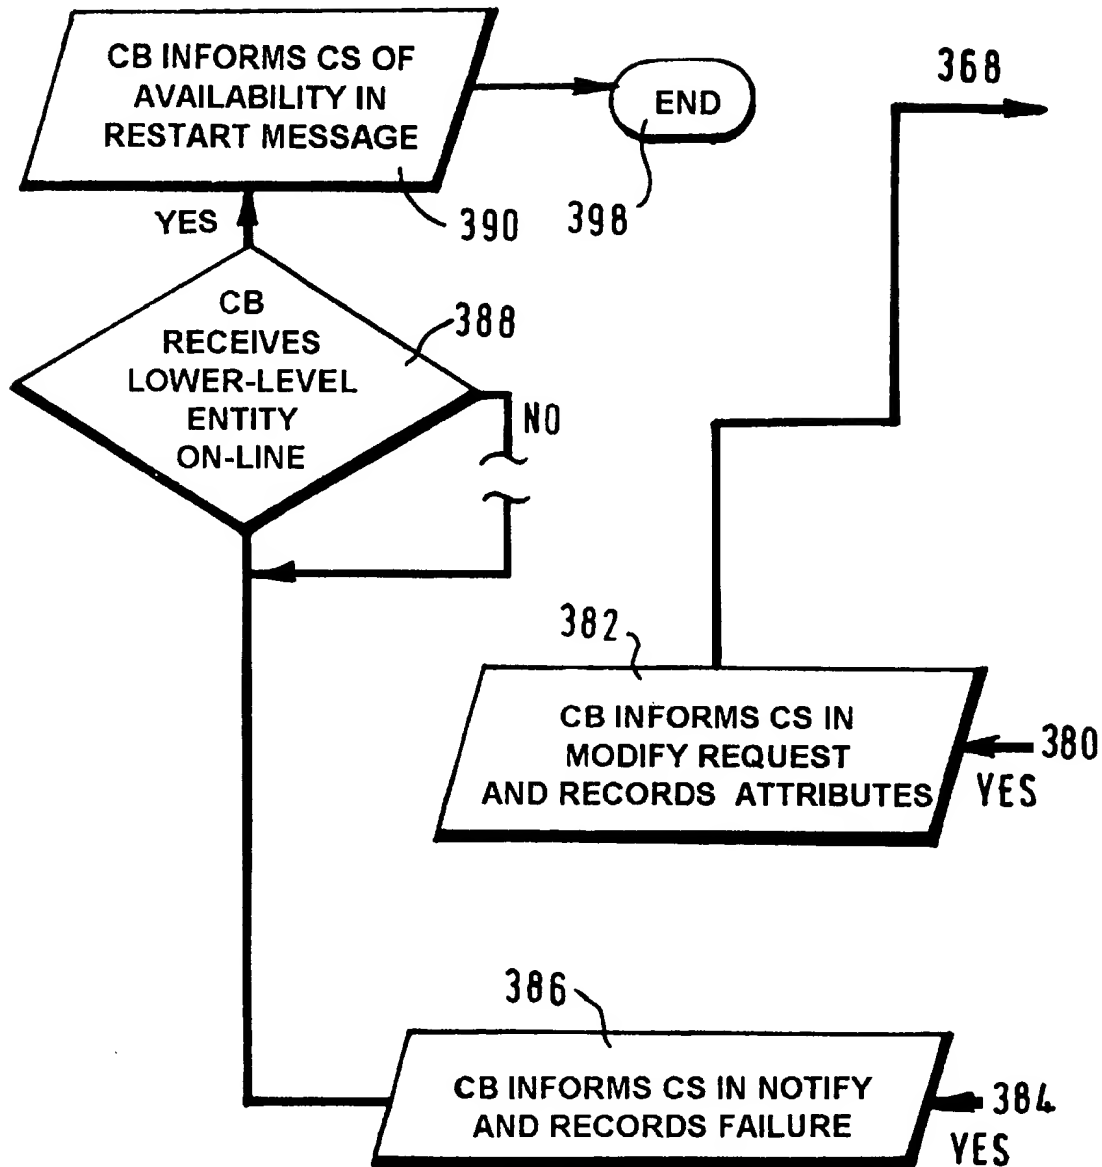 CB INFORMS CS OF
AVAILABILITY IN
RESTART MESSAGE
END
368
390
398
YES
CB
RECEIVES
LOWER-LEVEL
ENTITY
ON-LINE
388
NO
382
CB INFORMS CS IN
MODIFY REQUEST
AND RECORDS ATTRIBUTES
380
YES
386
CB INFORMS CS IN NOTIFY
AND RECORDS FAILURE
384
YES